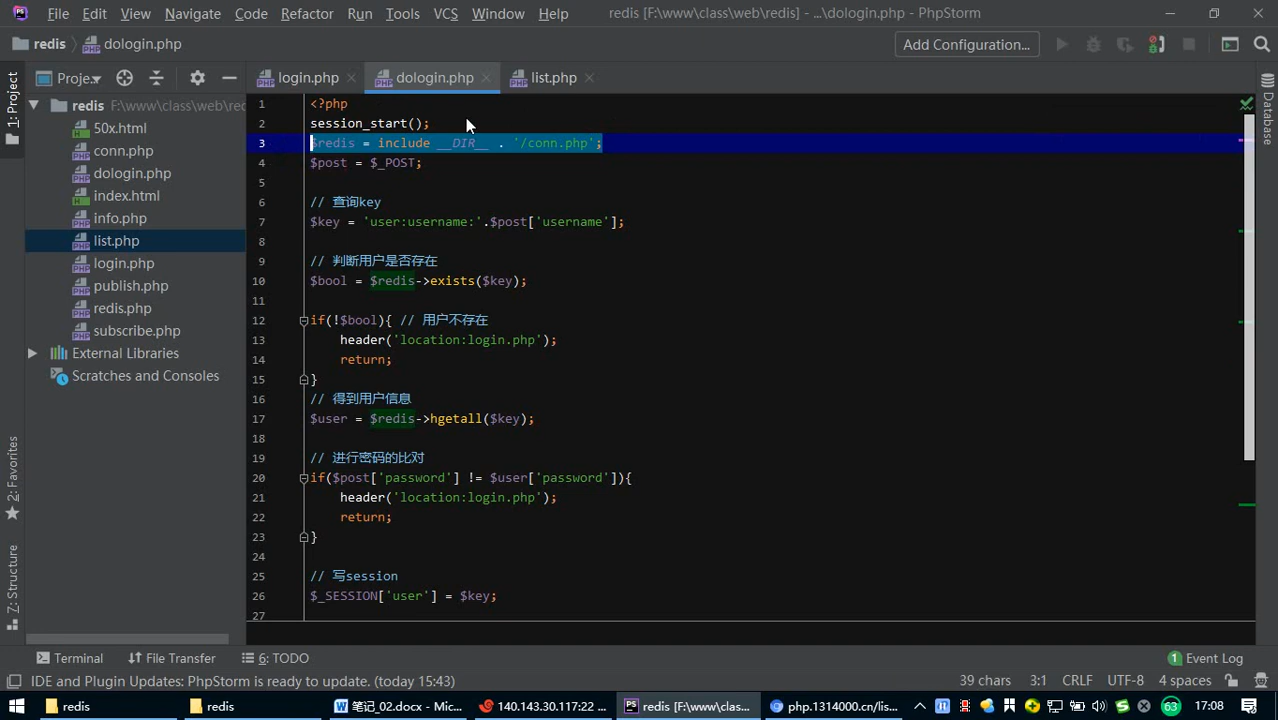 File Edit View Navigate Code Refactor Run Tools VCS Window Help redis [F:\www\class\web\redis] - ...\dologin.php - PhpStorm
redis dologin.php Add Configuration...
Proje... login.php dologin.php list.php
1: Project
redis F:\www\class\web\rec
50x.html
conn.php
dologin.php
index.html
info.php
list.php
login.php
publish.php
redis.php
subscribe.php
External Libraries
Scratches and Consoles
2: Favorites
Z: Structure
1 <?php
2 session_start();
3 $redis = include __DIR__ . '/conn.php';
4 $post = $_POST;
5
6 // 查询key
7 $key = 'user:username:'.$post['username'];
8
9 // 判断用户是否存在
10 $bool = $redis->exists($key);
11
12 if(!$bool){ // 用户不存在
13 header('location:login.php');
14 return;
15 }
16 // 得到用户信息
17 $user = $redis->hgetall($key);
18
19 // 进行密码的比对
20 if($post['password'] != $user['password']){
21 header('location:login.php');
22 return;
23 }
24
25 // 写session
26 $_SESSION['user'] = $key;
27
Database
Terminal File Transfer 6: TODO 1 Event Log
IDE and Plugin Updates: PhpStorm is ready to update. (today 15:43) 39 chars 3:1 CRLF UTF-8 4 spaces
redis redis 笔记_02.docx - Mic... 140.143.30.117:22 ... redis [F:\www\clas... php.1314000.cn/lis... 63 17:08